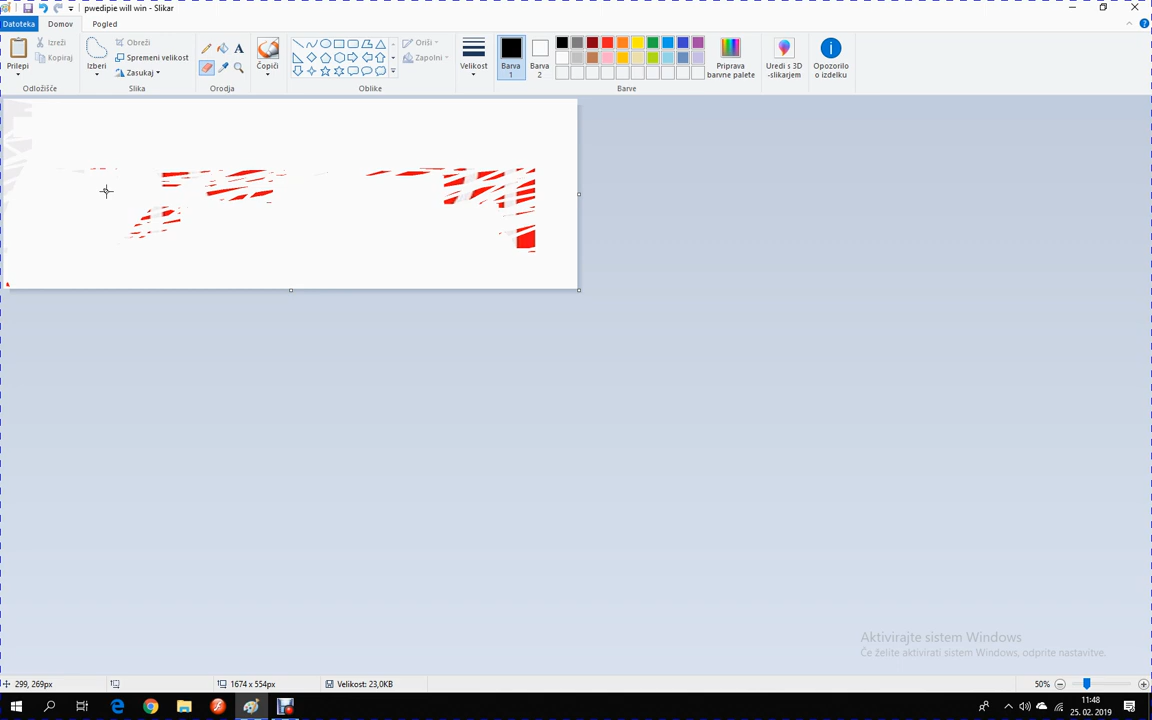 pvedipe will win - Slikar
Datoteka Domov Pogled
Prilepi Izreži Kopiraj
Odložišče
Izberi Obreži Spremeni velikost Zasukaj
Slika
A
Orodja
Čopiči
Oriši Zapolni
Oblike
Velikost
Barva 1
Barva 2
Priprava barvne palete
Barve
Uredi s 3D -slikarjem
Opozorilo o izdelku
Aktivirajte sistem Windows
Če želite aktivirati sistem Windows, odprite nastavitve.
299, 269px 1674 x 554px Velikost: 23,0KB 50%
11:48
25. 02. 2019